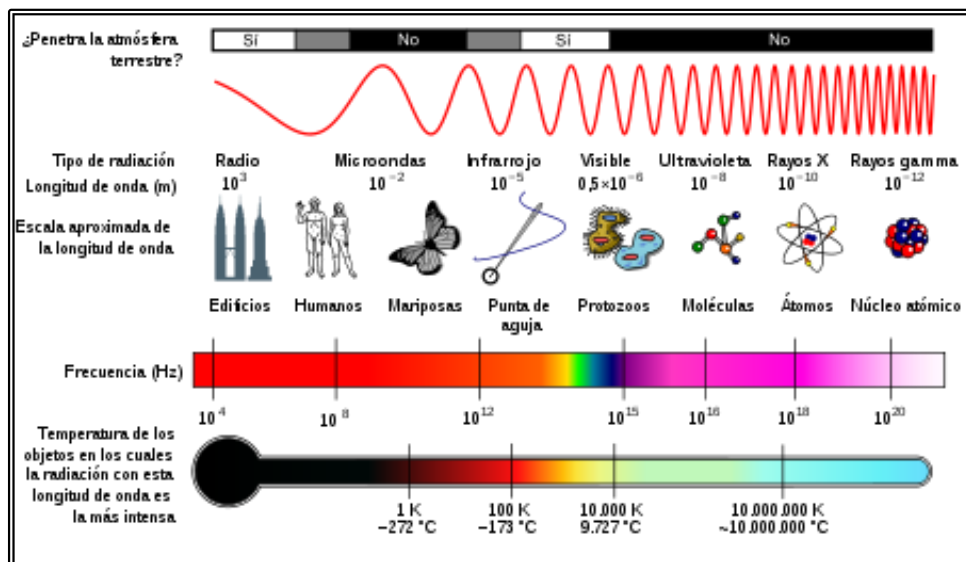 ¿Penetra la atmósfera
terrestre?
Sí No Sí No
Tipo de radiación Radio Microondas Infrarrojo Visible Ultravioleta Rayos X Rayos gamma
Longitud de onda (m) 10³ 10⁻² 10⁻⁵ 0,5×10⁻⁶ 10⁻⁸ 10⁻¹⁰ 10⁻¹²
Escala aproximada de
la longitud de onda
Edificios Humanos Mariposas Punta de Protozoos Moléculas Átomos Núcleo atómico
aguja
Frecuencia (Hz)
10⁴ 10⁸ 10¹² 10¹⁵ 10¹⁶ 10¹⁸ 10²⁰
Temperatura de los
objetos en los cuales
la radiación con esta
longitud de onda es
la más intensa
1 K 100 K 10.000 K 10.000.000 K
−272 °C −173 °C 9.727 °C ~10.000.000 °C